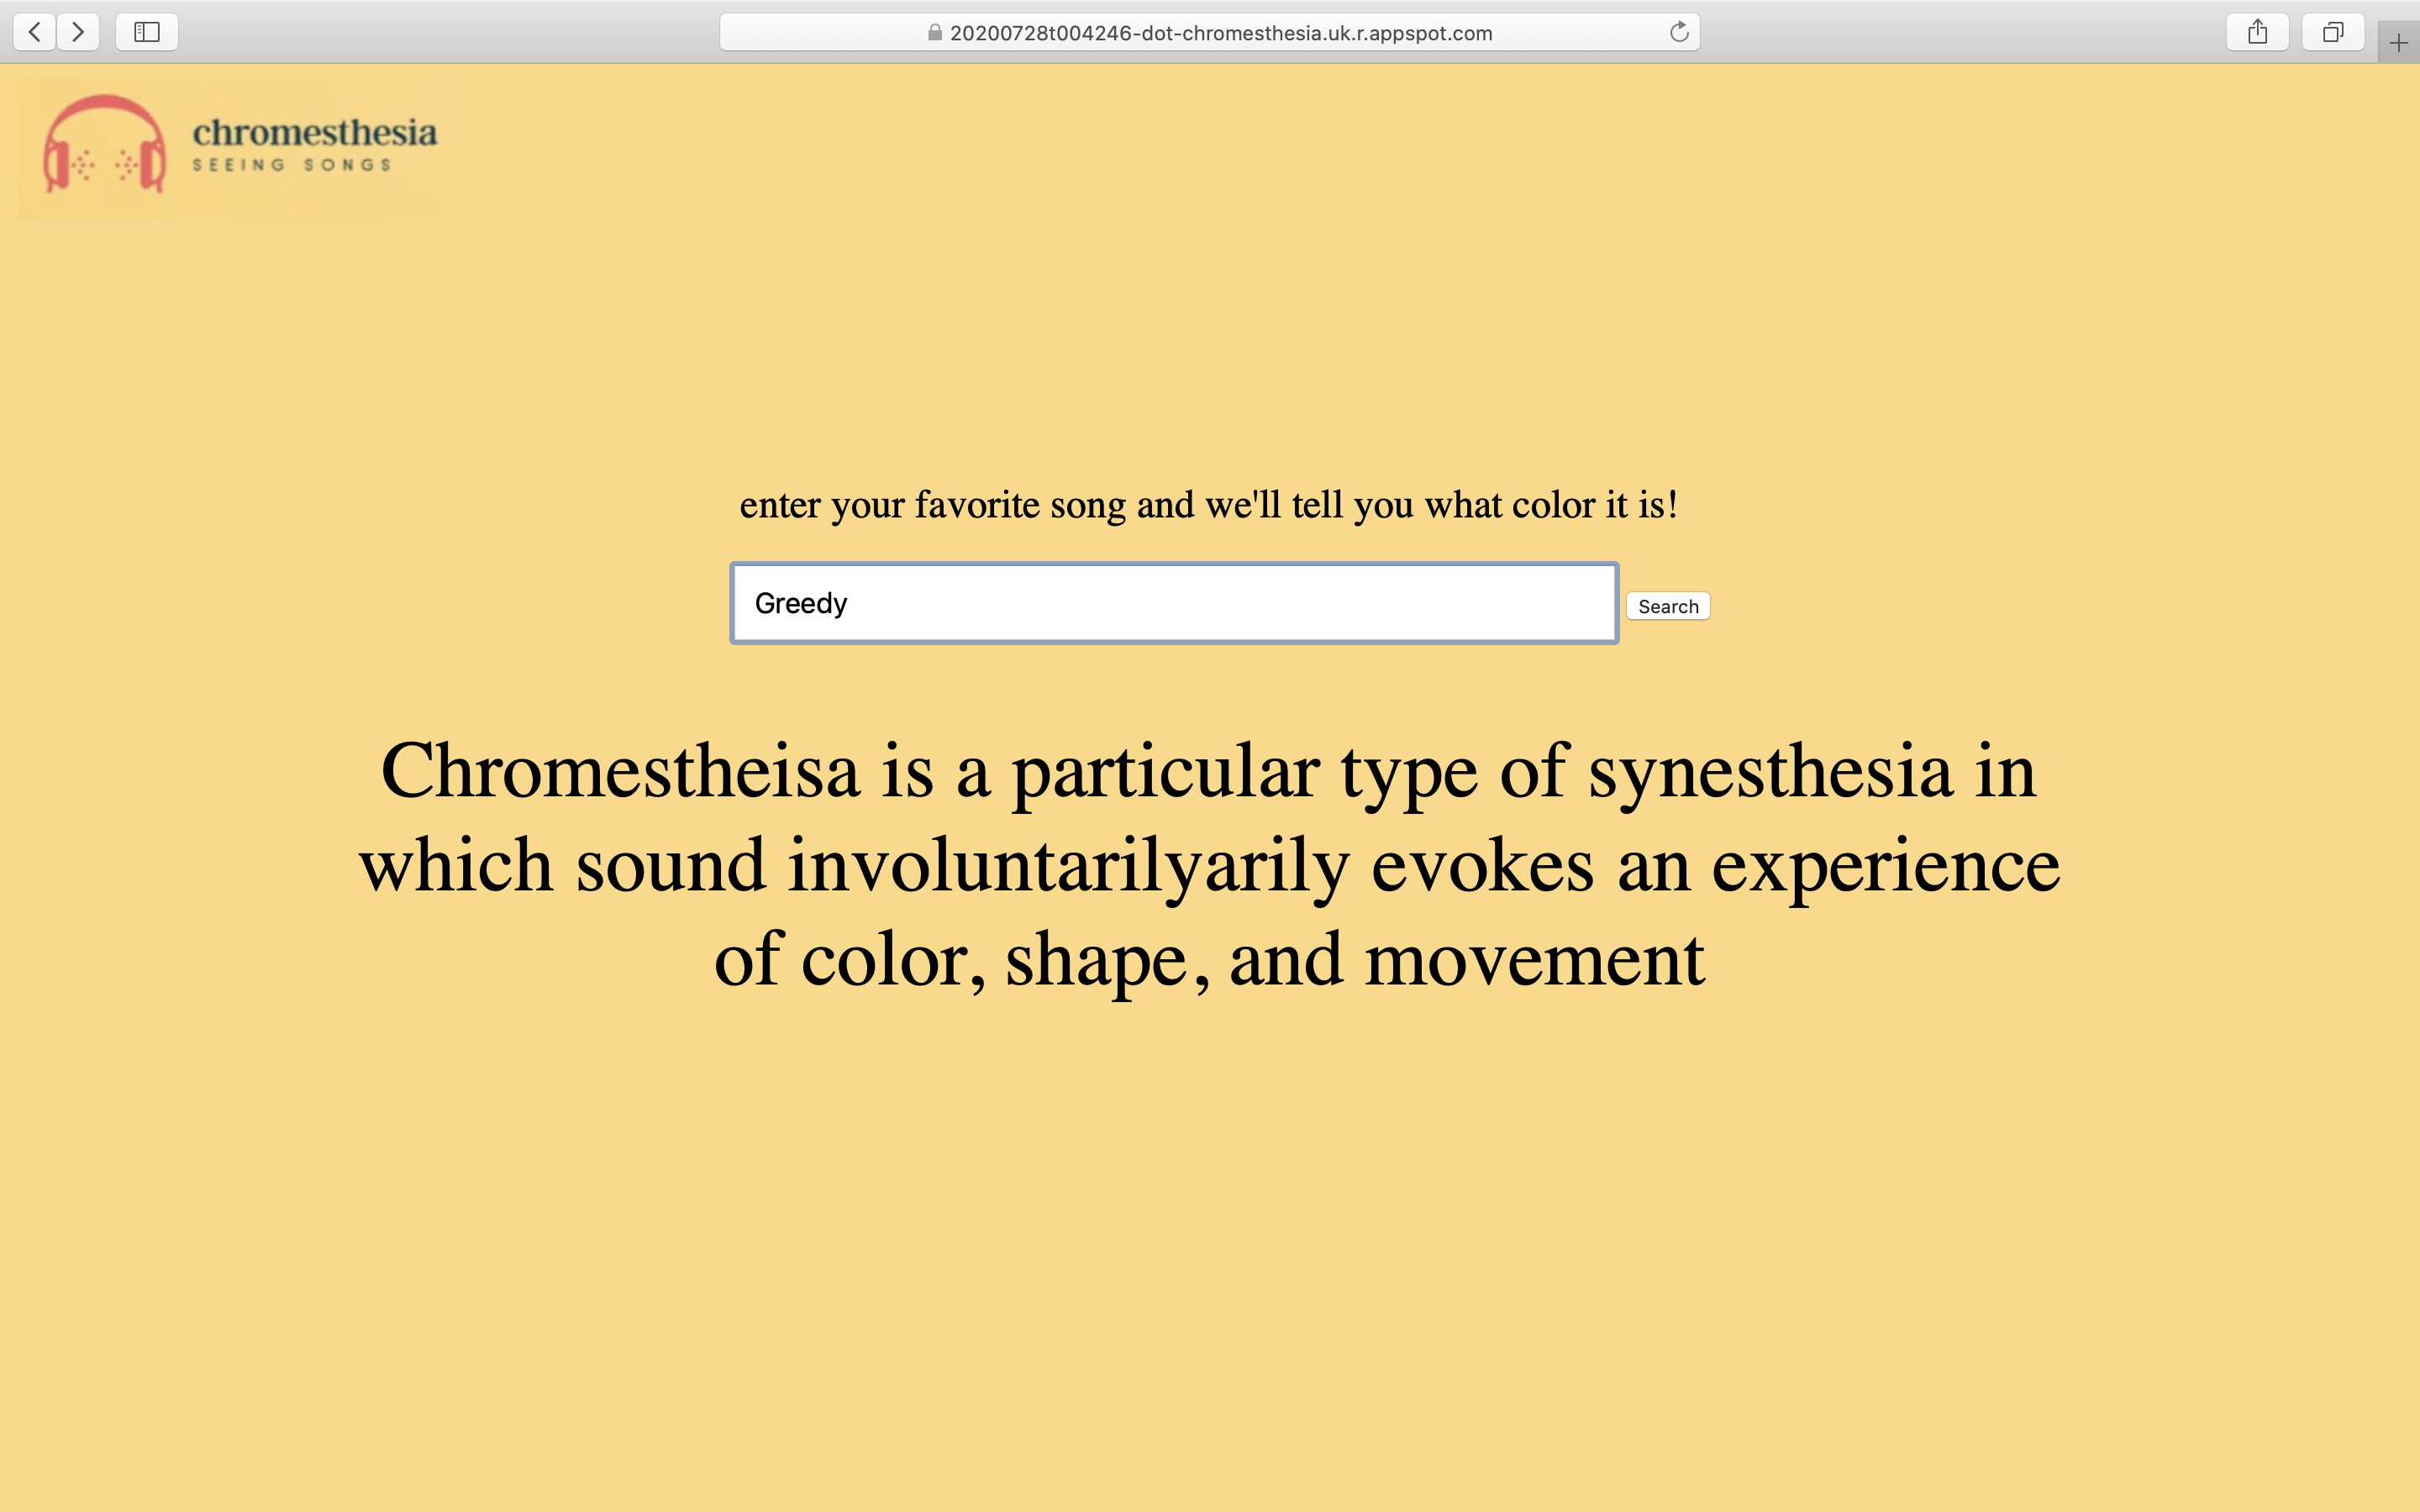 20200728t004246-dot-chromesthesia.uk.r.appspot.com
chromesthesia
SEEING SONGS
enter your favorite song and we'll tell you what color it is!
Greedy
Search
Chromestheisa is a particular type of synesthesia in
which sound involuntarilyarily evokes an experience
of color, shape, and movement